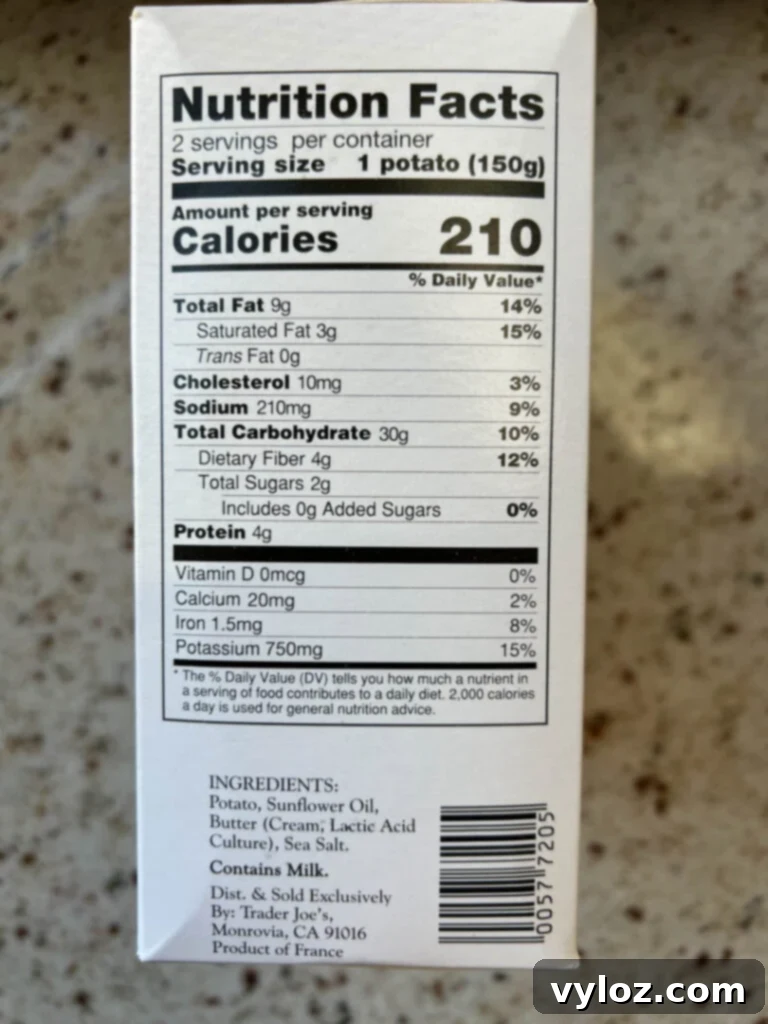 Nutrition Facts
2 servings per container
Serving size 1 potato (150g)
Amount per serving
Calories 210
% Daily Value*
Total Fat 9g 14%
Saturated Fat 3g 15%
Trans Fat 0g
Cholesterol 10mg 3%
Sodium 210mg 9%
Total Carbohydrate 30g 10%
Dietary Fiber 4g 12%
Total Sugars 2g
Includes 0g Added Sugars 0%
Protein 4g
Vitamin D 0mcg 0%
Calcium 20mg 2%
Iron 1.5mg 8%
Potassium 750mg 15%
* The % Daily Value (DV) tells you how much a nutrient in
a serving of food contributes to a daily diet. 2,000 calories
a day is used for general nutrition advice.
INGREDIENTS:
Potato, Sunflower Oil,
Butter (Cream, Lactic Acid
Culture), Sea Salt.
Contains Milk.
Dist. & Sold Exclusively
By: Trader Joe's,
Monrovia, CA 91016
Product of France
0057 7205
vyloz.com